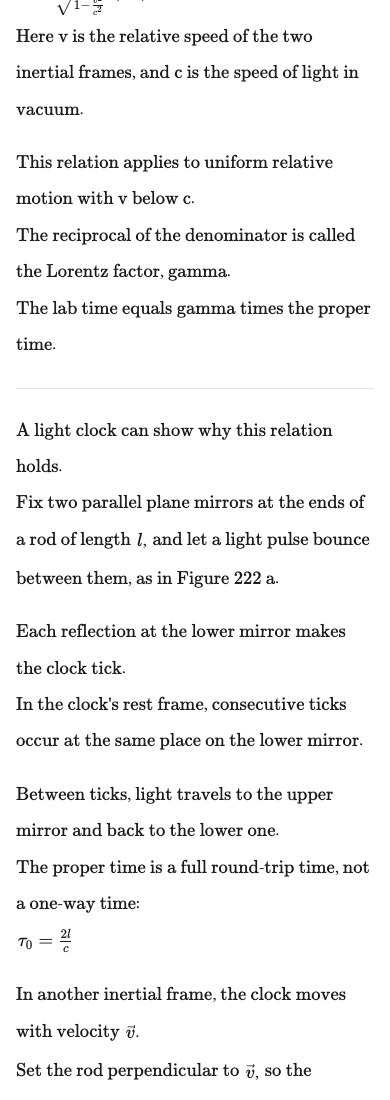 Here v is the relative speed of the two
inertial frames, and c is the speed of light in
vacuum.
This relation applies to uniform relative
motion with v below c.
The reciprocal of the denominator is called
the Lorentz factor, gamma.
The lab time equals gamma times the proper
time.
A light clock can show why this relation
holds.
Fix two parallel plane mirrors at the ends of
a rod of length l, and let a light pulse bounce
between them, as in Figure 222 a.
Each reflection at the lower mirror makes
the clock tick.
In the clock's rest frame, consecutive ticks
occur at the same place on the lower mirror.
Between ticks, light travels to the upper
mirror and back to the lower one.
The proper time is a full round-trip time, not
a one-way time:
τ₀ = 2l/c
In another inertial frame, the clock moves
with velocity v⃗.
Set the rod perpendicular to v⃗, so the